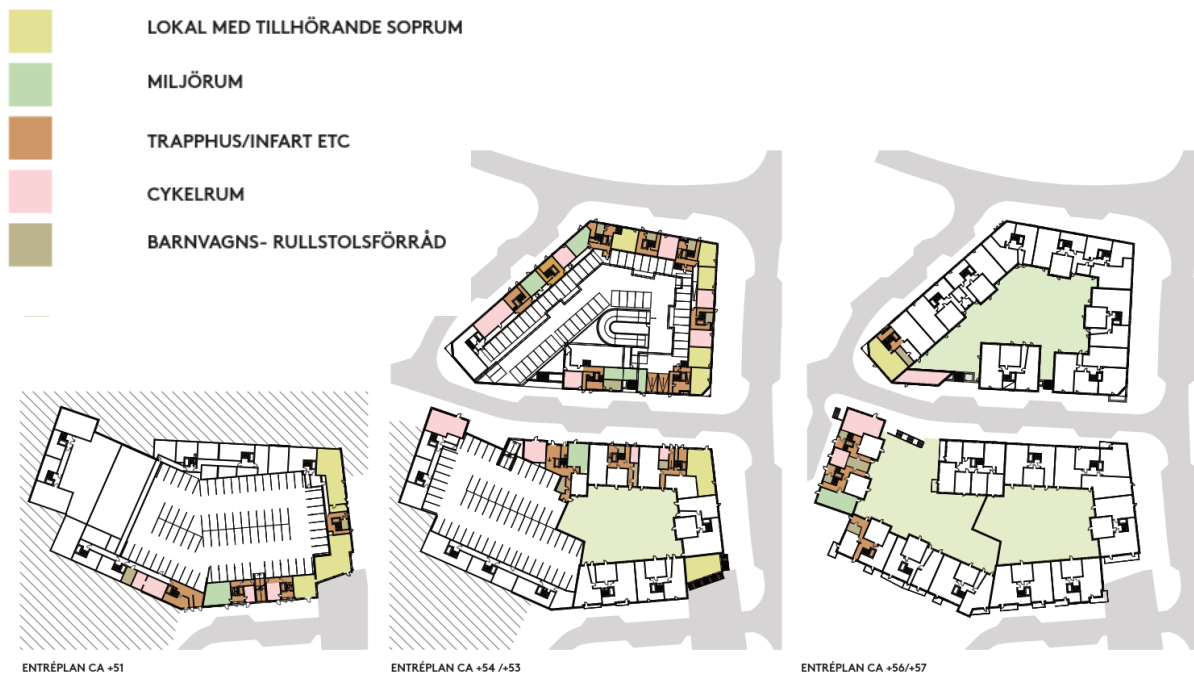 LOKAL MED TILLHÖRANDE SOPRUM
MILJÖRUM
TRAPPHUS/INFART ETC
CYKELRUM
BARNVAGNS- RULLSTOLSFÖRRÅD
ENTRÉPLAN CA +51
ENTRÉPLAN CA +54 /+53
ENTRÉPLAN CA +56/+57